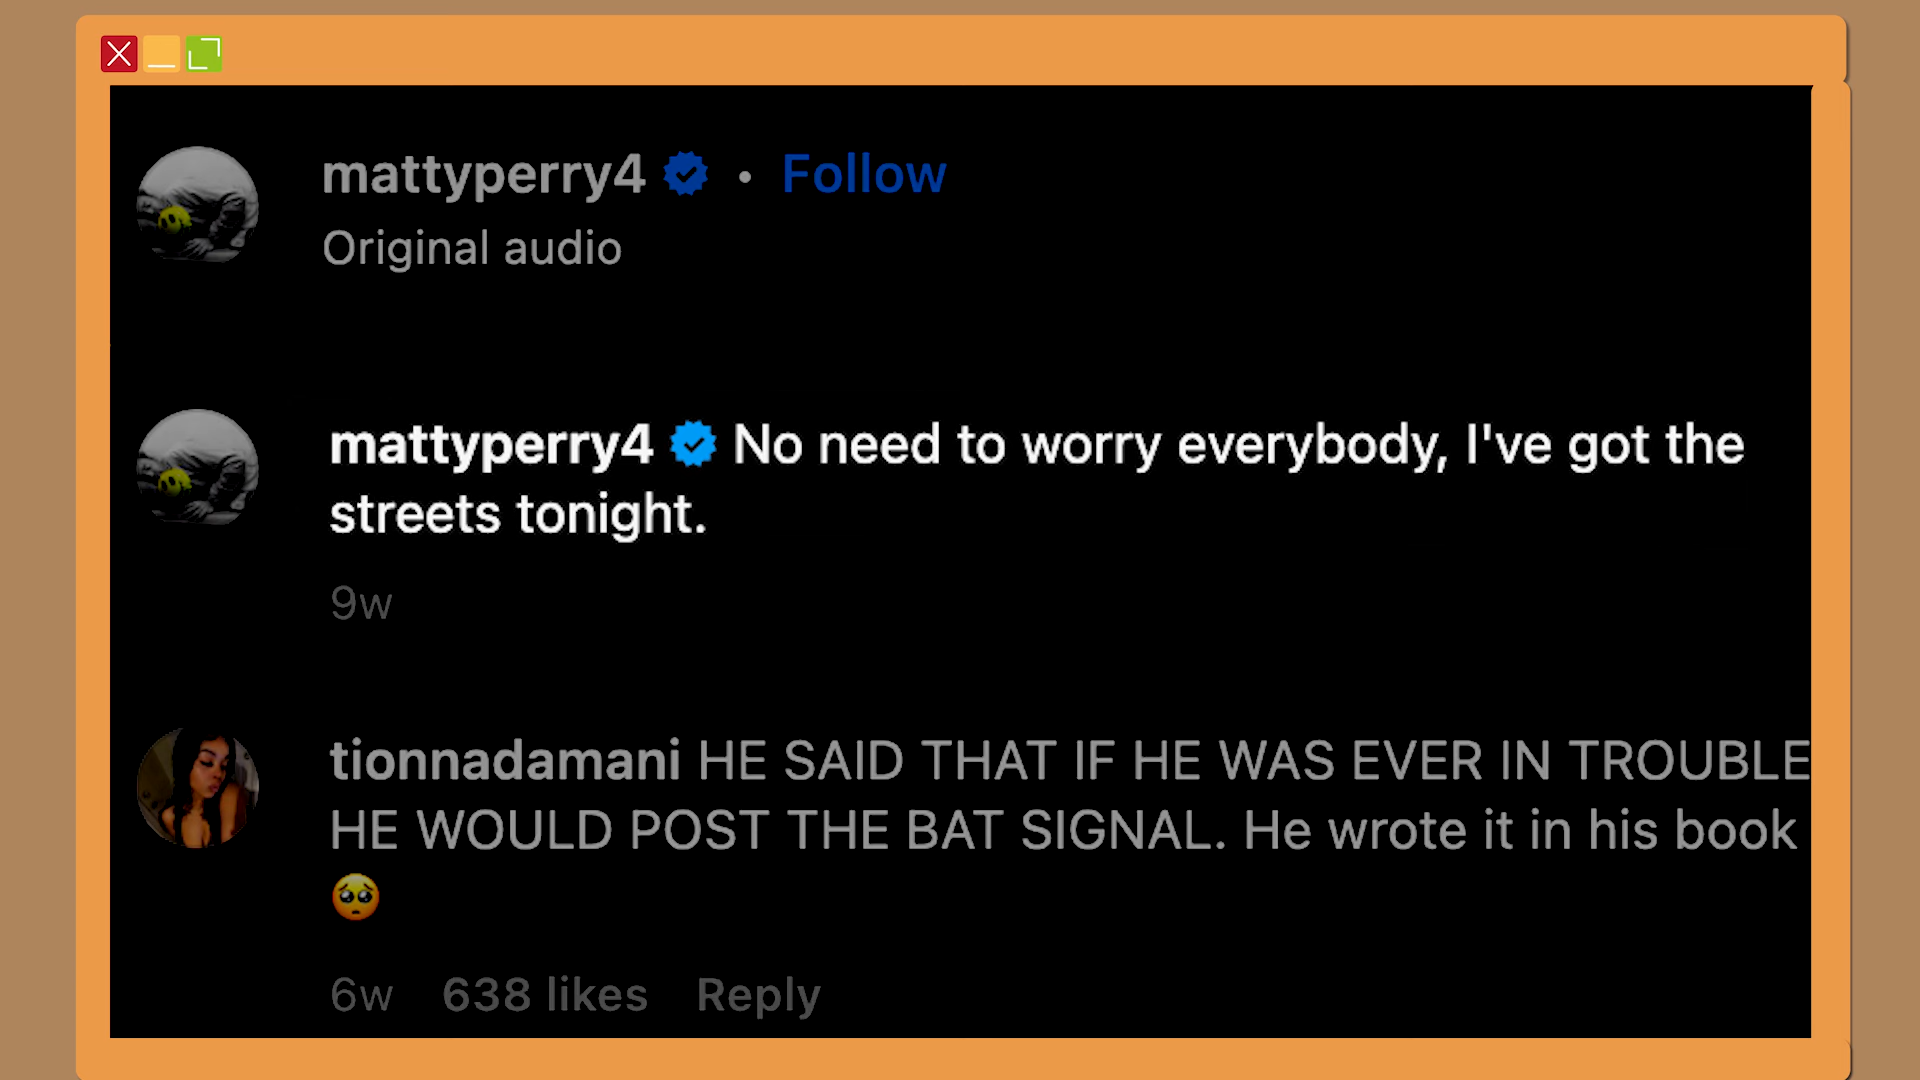 mattyperry4 • Follow
Original audio
mattyperry4 No need to worry everybody, I've got the
streets tonight.
9w
tionnadamani HE SAID THAT IF HE WAS EVER IN TROUBLE
HE WOULD POST THE BAT SIGNAL. He wrote it in his book
🥺
6w 638 likes Reply